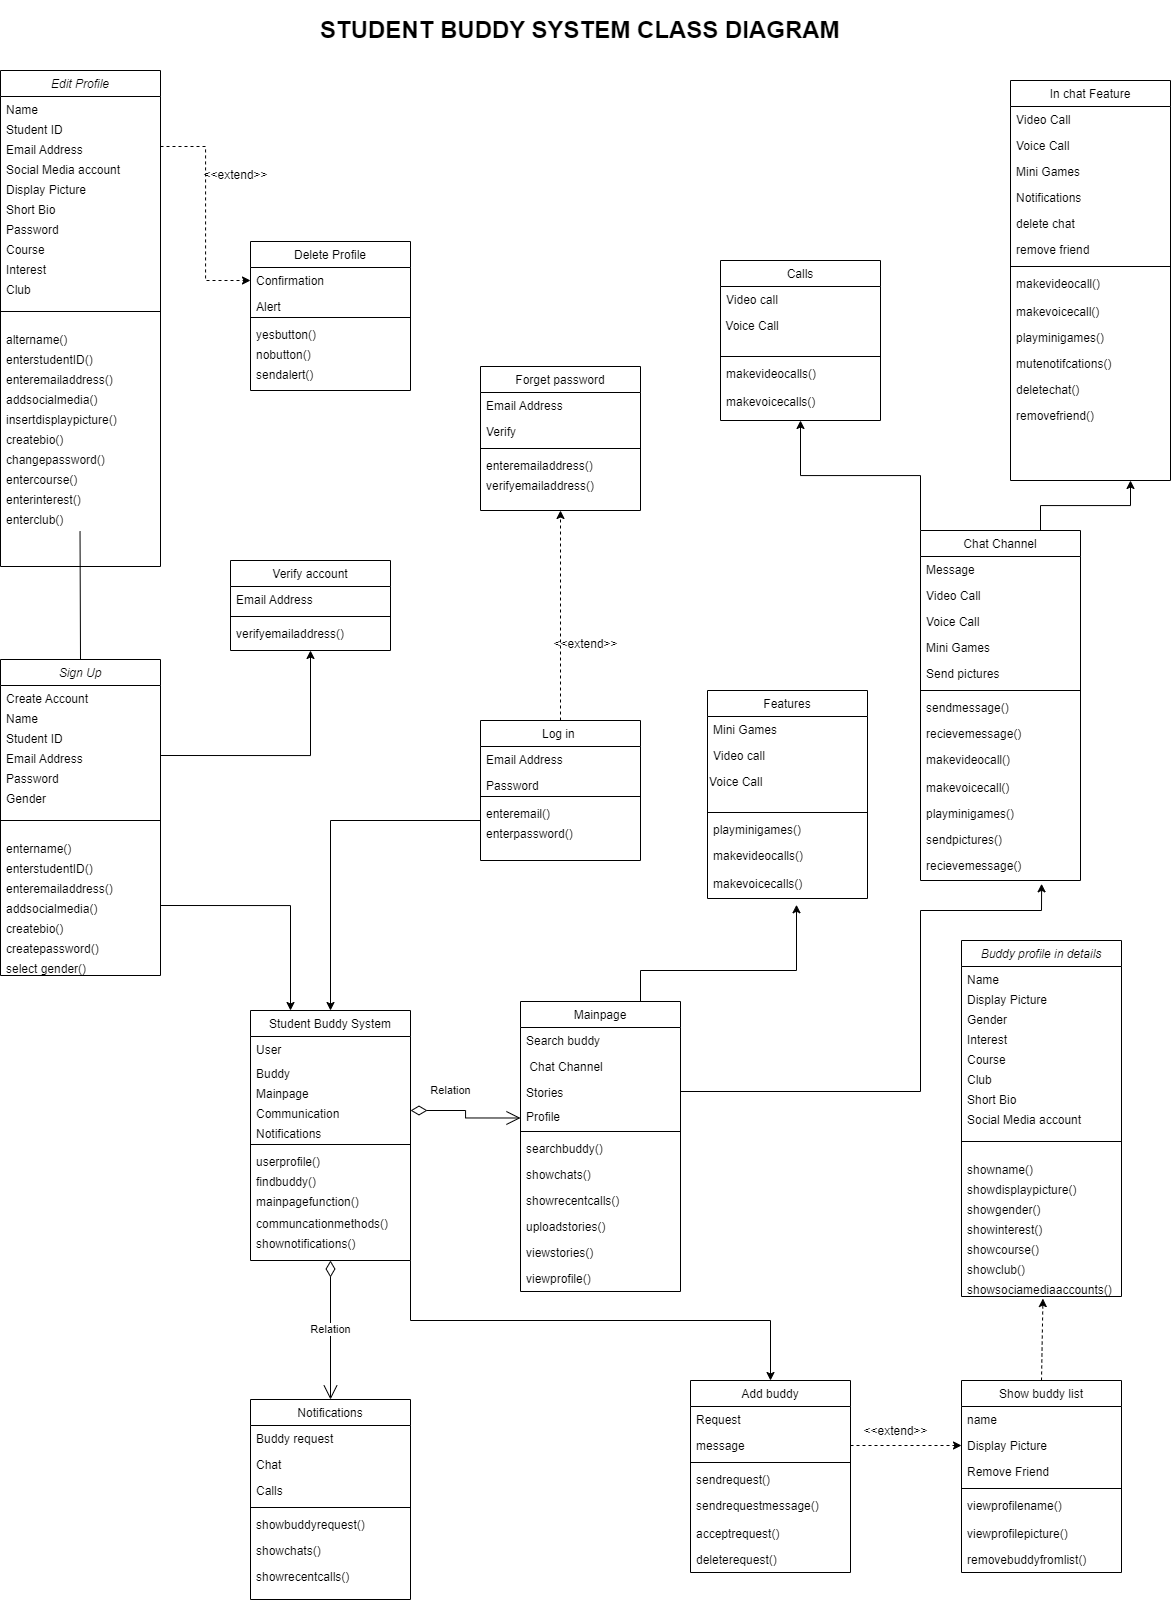 STUDENT BUDDY SYSTEM CLASS DIAGRAM
Edit Profile
Name
Student ID
Email Address
Social Media account
Display Picture
Short Bio
Password
Course
Interest
Club
altername()
enterstudentID()
enteremailaddress()
addsocialmedia()
insertdisplaypicture()
createbio()
changepassword()
entercourse()
enterinterest()
enterclub()
<<extend>>
Delete Profile
Confirmation
Alert
yesbutton()
nobutton()
sendalert()
In chat Feature
Video Call
Voice Call
Mini Games
Notifications
delete chat
remove friend
makevideocall()
makevoicecall()
playminigames()
mutenotifcations()
deletechat()
removefriend()
Calls
Video call
Voice Call
makevideocalls()
makevoicecalls()
Forget password
Email Address
Verify
enteremailaddress()
verifyemailaddress()
<<extend>>
Verify account
Email Address
verifyemailaddress()
Chat Channel
Message
Video Call
Voice Call
Mini Games
Send pictures
sendmessage()
recievemessage()
makevideocall()
makevoicecall()
playminigames()
sendpictures()
recievemessage()
Sign Up
Create Account
Name
Student ID
Email Address
Password
Gender
entername()
enterstudentID()
enteremailaddress()
addsocialmedia()
createbio()
createpassword()
select gender()
Log in
Email Address
Password
enteremail()
enterpassword()
Features
Mini Games
Video call
Voice Call
playminigames()
makevideocalls()
makevoicecalls()
Student Buddy System
User
Buddy
Mainpage
Communication
Notifications
userprofile()
findbuddy()
mainpagefunction()
communcationmethods()
shownotifications()
Relation
Mainpage
Search buddy
Chat Channel
Stories
Profile
searchbuddy()
showchats()
showrecentcalls()
uploadstories()
viewstories()
viewprofile()
Buddy profile in details
Name
Display Picture
Gender
Interest
Course
Club
Short Bio
Social Media account
showname()
showdisplaypicture()
showgender()
showinterest()
showcourse()
showclub()
showsociamediaaccounts()
Relation
Notifications
Buddy request
Chat
Calls
showbuddyrequest()
showchats()
showrecentcalls()
Add buddy
Request
message
sendrequest()
sendrequestmessage()
acceptrequest()
deleterequest()
<<extend>>
Show buddy list
name
Display Picture
Remove Friend
viewprofilename()
viewprofilepicture()
removebuddyfromlist()